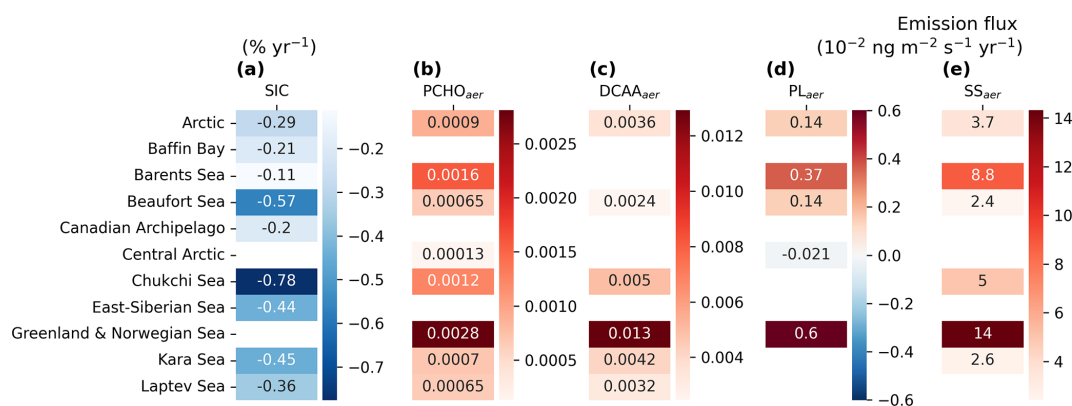 Emission flux
(% yr⁻¹)
(10⁻² ng m⁻² s⁻¹ yr⁻¹)
(a) (b) (c) (d) (e)
SIC PCHOaer DCAAaer PLaer SSaer
Arctic -0.29 0.0009 0.0036 0.14 3.7
Baffin Bay -0.21
Barents Sea -0.11 0.0016 0.37 8.8
Beaufort Sea -0.57 0.00065 0.0024 0.14 2.4
Canadian Archipelago -0.2
Central Arctic 0.00013 -0.021
Chukchi Sea -0.78 0.0012 0.005 5
East-Siberian Sea -0.44
Greenland & Norwegian Sea 0.0028 0.013 0.6 14
Kara Sea -0.45 0.0007 0.0042 2.6
Laptev Sea -0.36 0.00065 0.0032
−0.2
−0.3
−0.4
−0.5
−0.6
−0.7
0.0025
0.0020
0.0015
0.0010
0.0005
0.012
0.010
0.008
0.006
0.004
0.6
0.4
0.2
0.0
−0.2
−0.4
−0.6
14
12
10
8
6
4